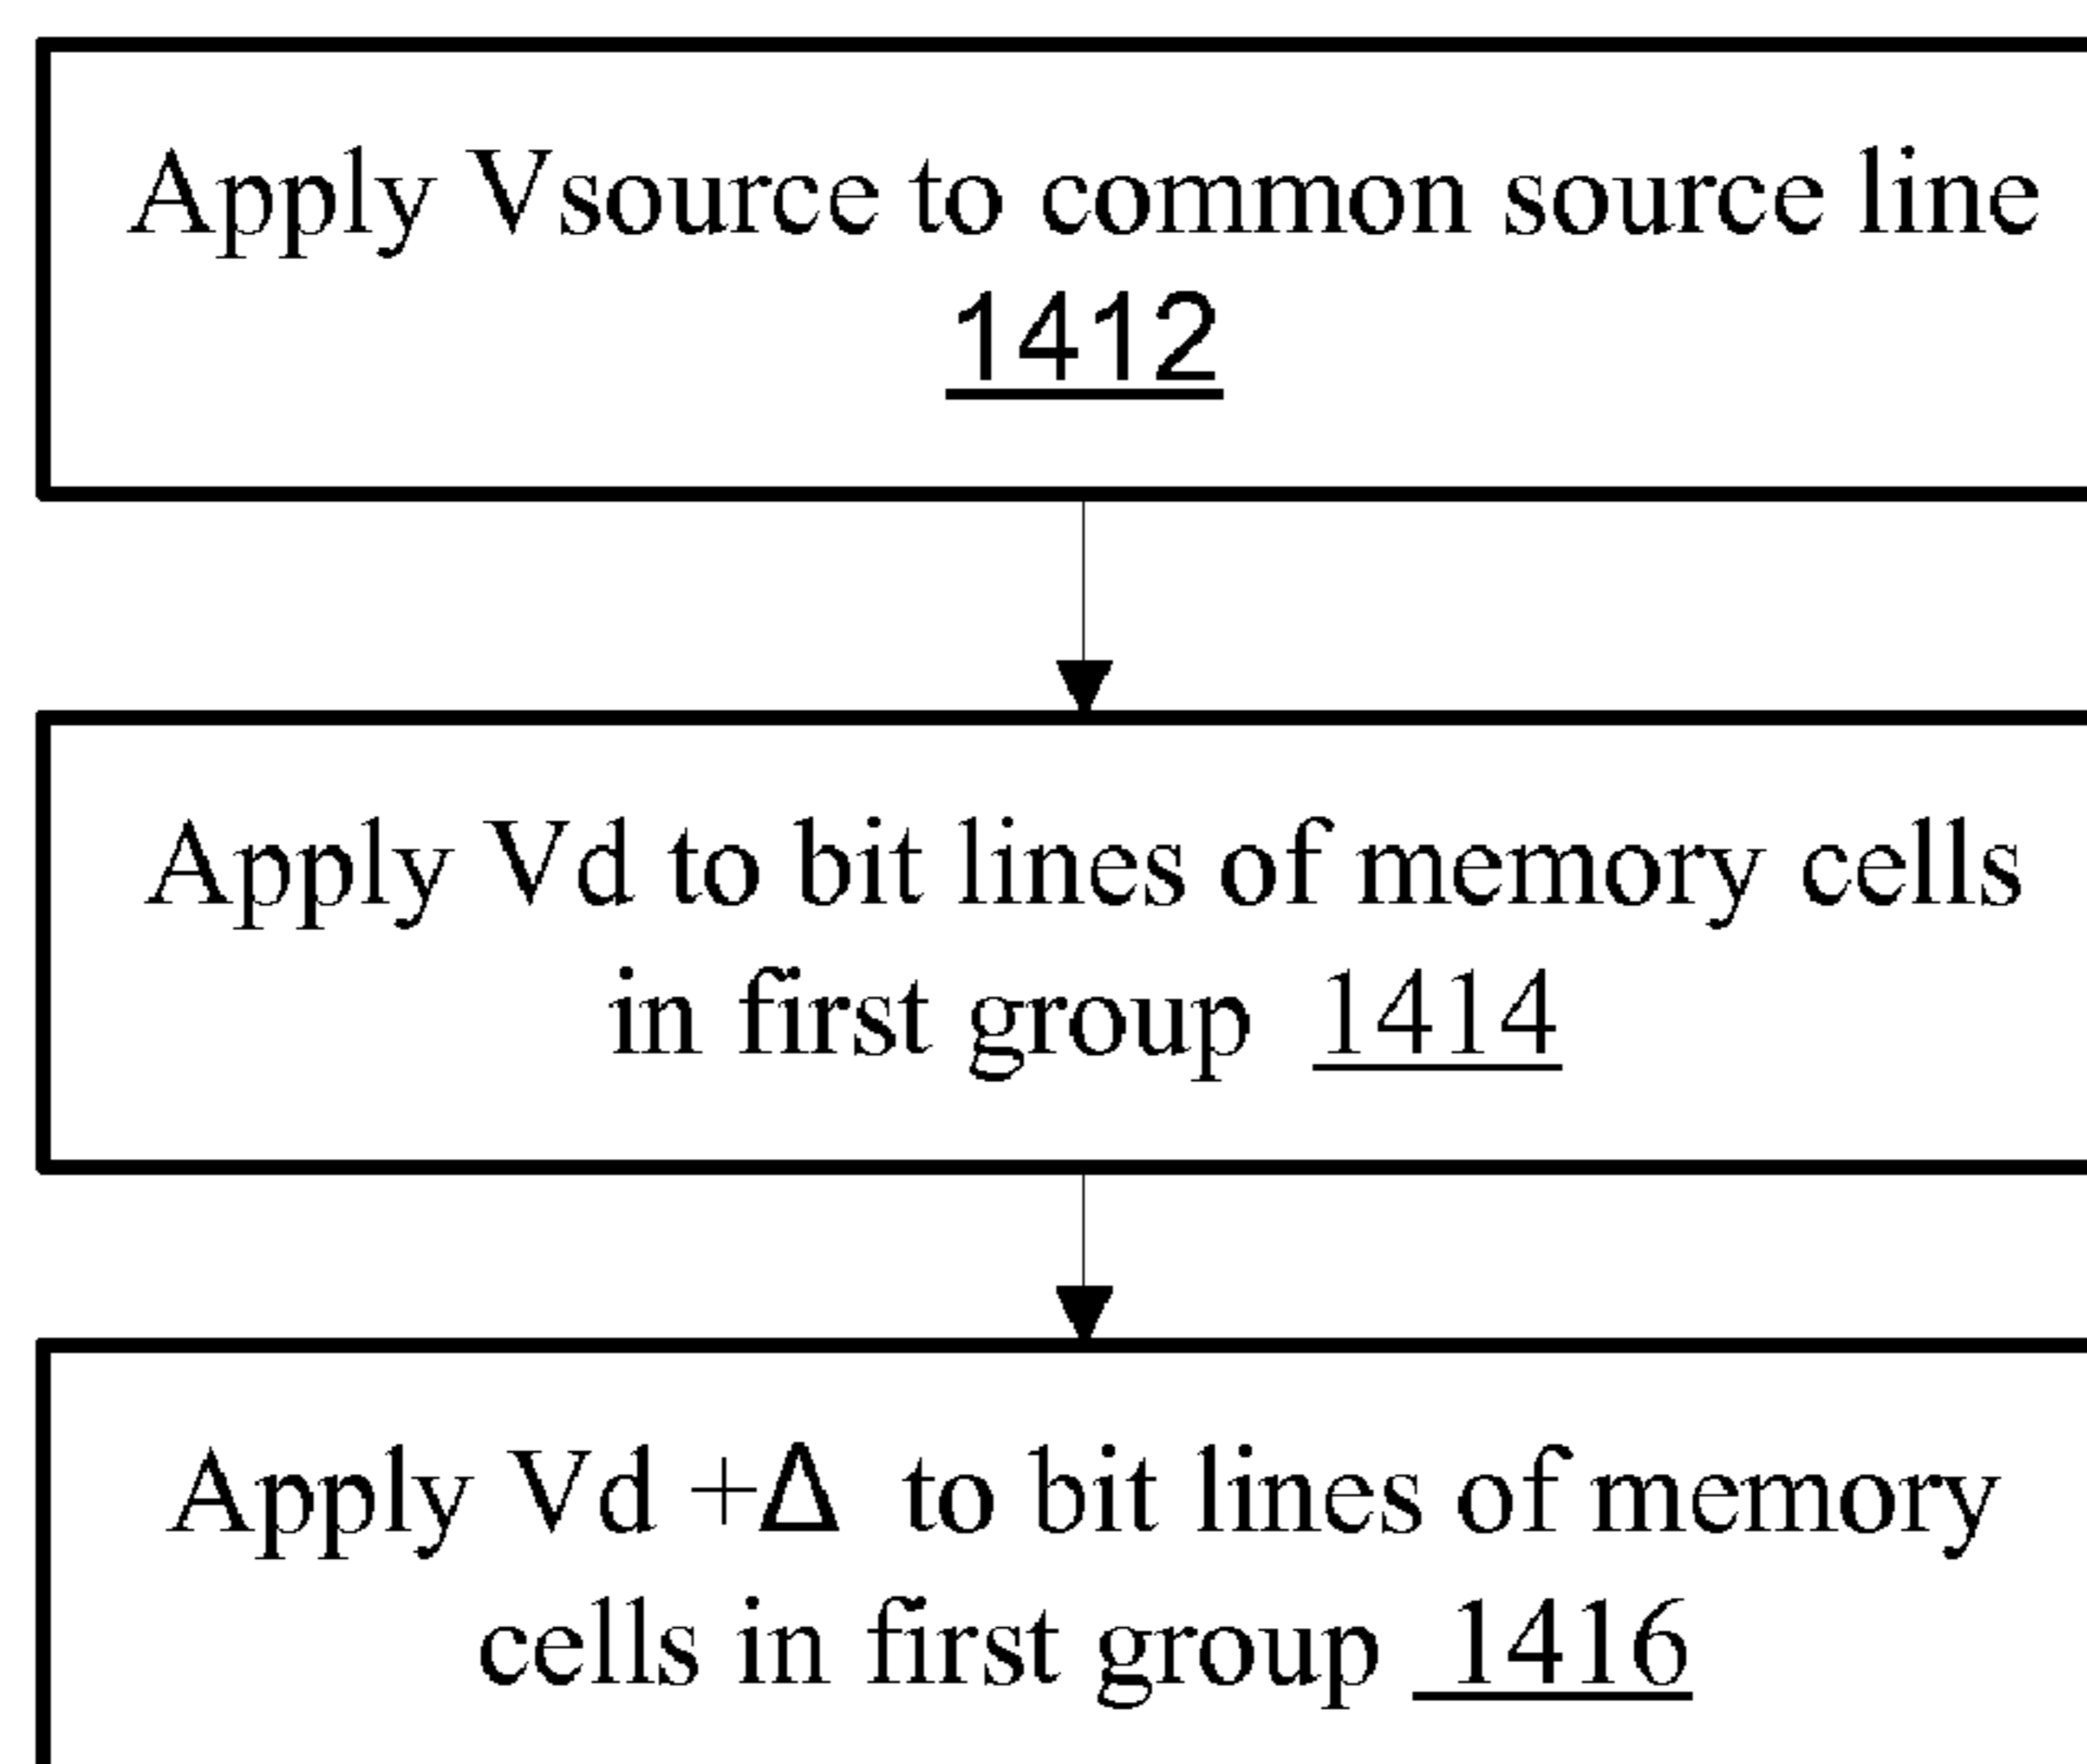 Apply Vsource to common source line
1412
Apply Vd to bit lines of memory cells
in first group 1414
Apply Vd +Δ to bit lines of memory
cells in first group 1416